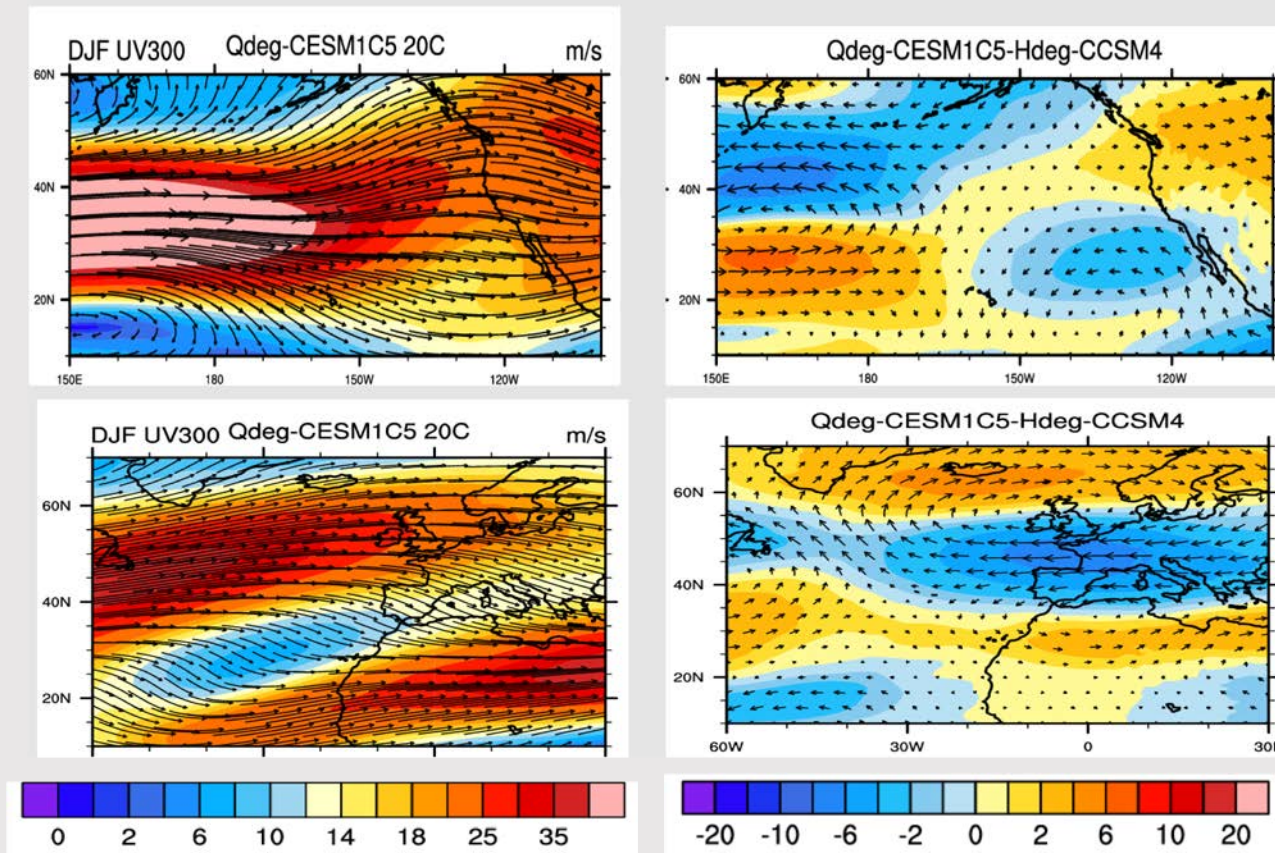 DJF UV300 Qdeg-CESM1C5 20C m/s
60N
40N
20N
150E 180 150W 120W
Qdeg-CESM1C5-Hdeg-CCSM4
60N
40N
20N
150E 180 150W 120W
DJF UV300 Qdeg-CESM1C5 20C m/s
60N
40N
20N
Qdeg-CESM1C5-Hdeg-CCSM4
60N
40N
20N
60W 30W 0 30E
0 2 6 10 14 18 25 35
-20 -10 -6 -2 0 2 6 10 20